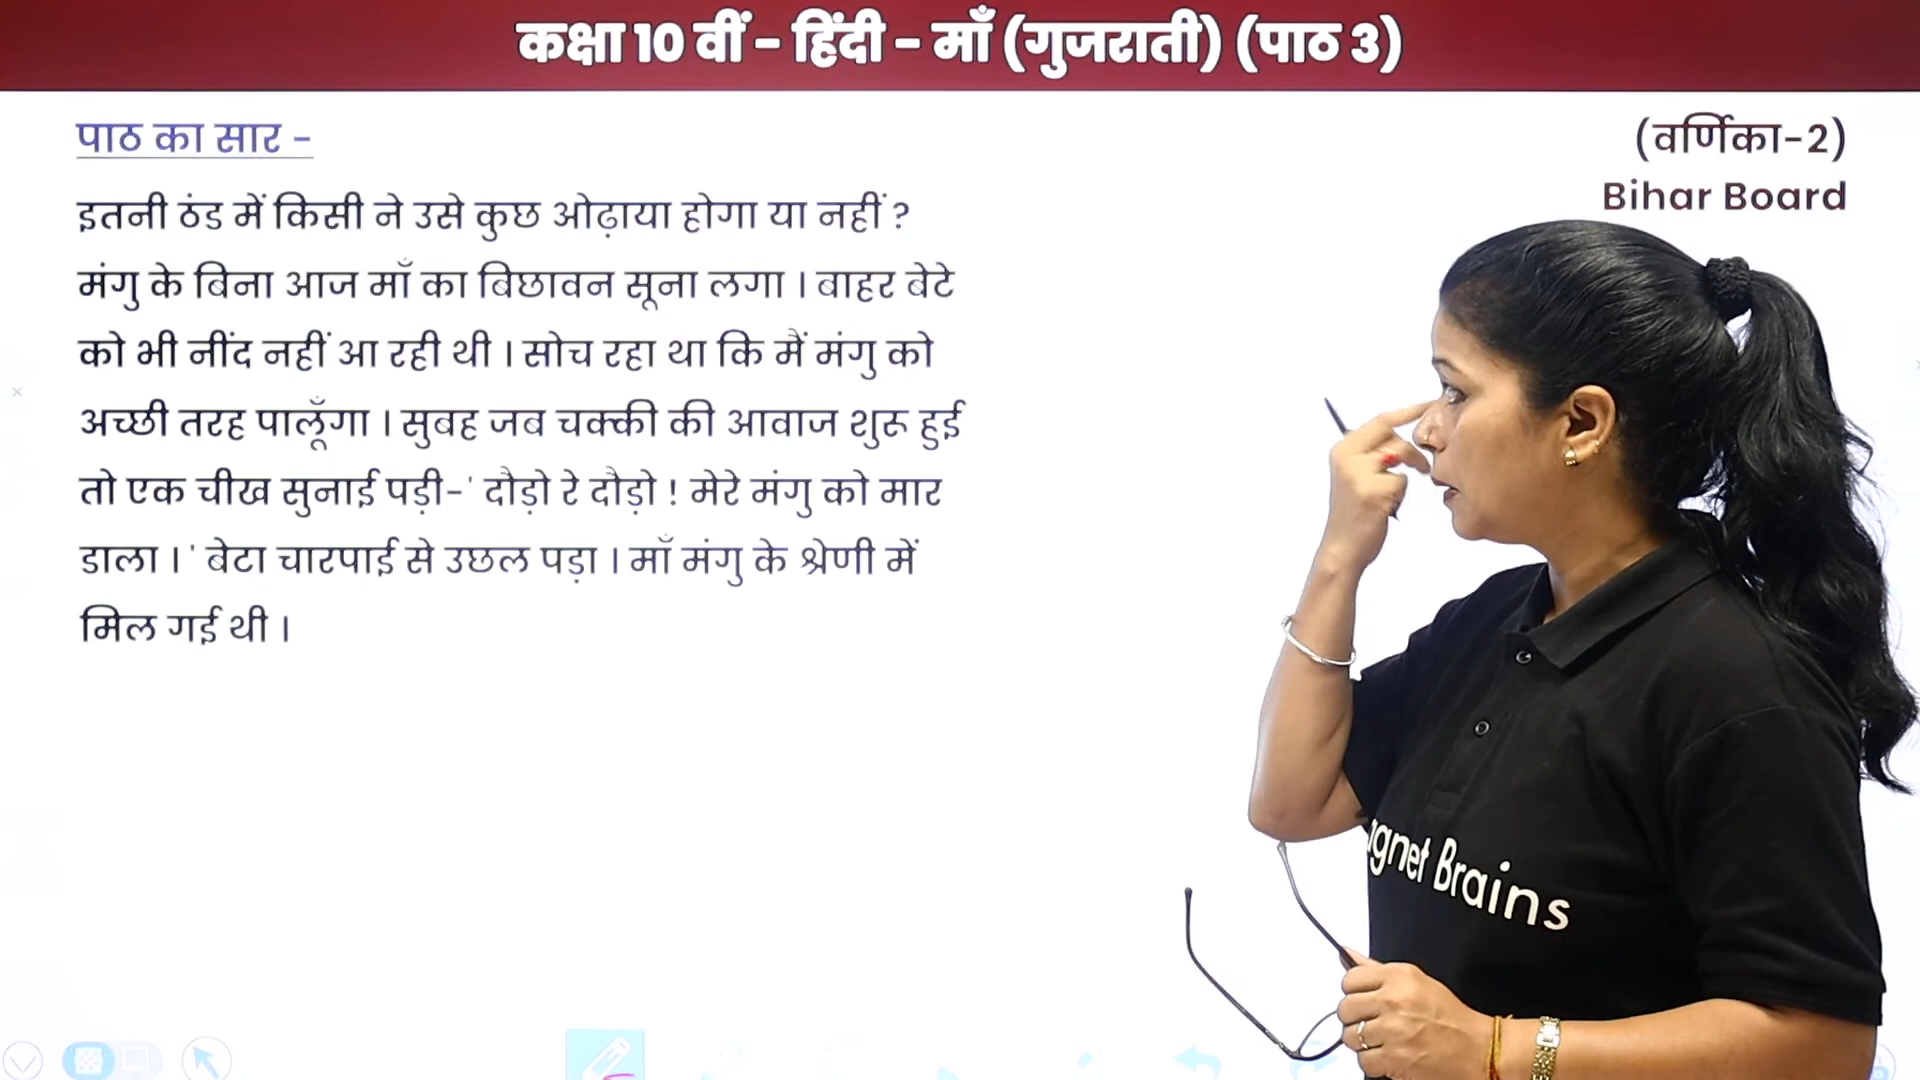 कक्षा 10 वीं - हिंदी - माँ (गुजराती) (पाठ 3)
पाठ का सार -
(वर्णिका-2)
Bihar Board
इतनी ठंड में किसी ने उसे कुछ ओढ़ाया होगा या नहीं ?
मंगु के बिना आज माँ का बिछावन सूना लगा । बाहर बेटे
को भी नींद नहीं आ रही थी । सोच रहा था कि मैं मंगु को
अच्छी तरह पालूँगा । सुबह जब चक्की की आवाज शुरू हुई
तो एक चीख सुनाई पड़ी-' दौड़ो रे दौड़ो ! मेरे मंगु को मार
डाला । ' बेटा चारपाई से उछल पड़ा । माँ मंगु के श्रेणी में
मिल गई थी ।
agnet Brains